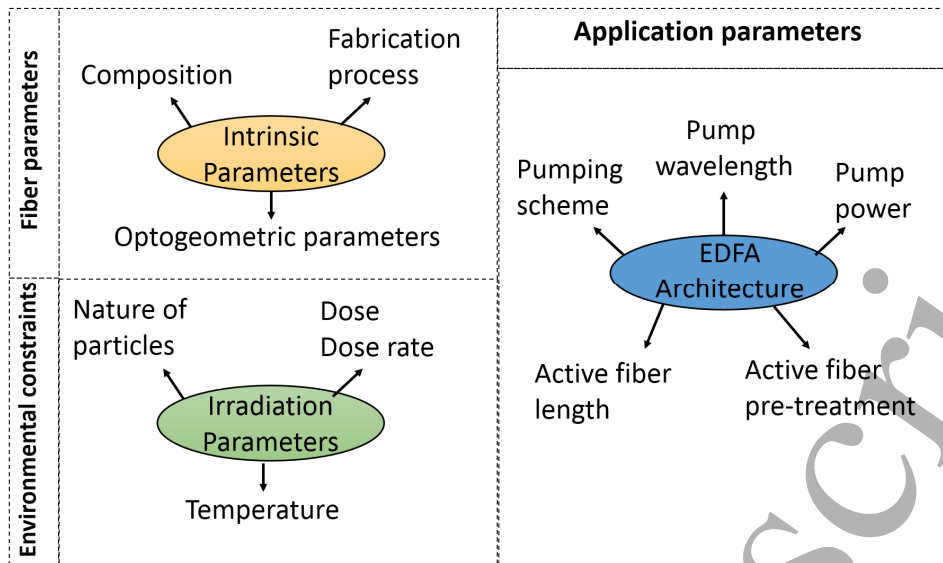 Fiber parameters
Composition
Fabrication
process
Intrinsic
Parameters
Optogeometric parameters
Environmental constraints
Nature of
particles
Dose
Dose rate
Irradiation
Parameters
Temperature
Application parameters
Pumping
scheme
Pump
wavelength
Pump
power
EDFA
Architecture
Active fiber
length
Active fiber
pre-treatment
scri